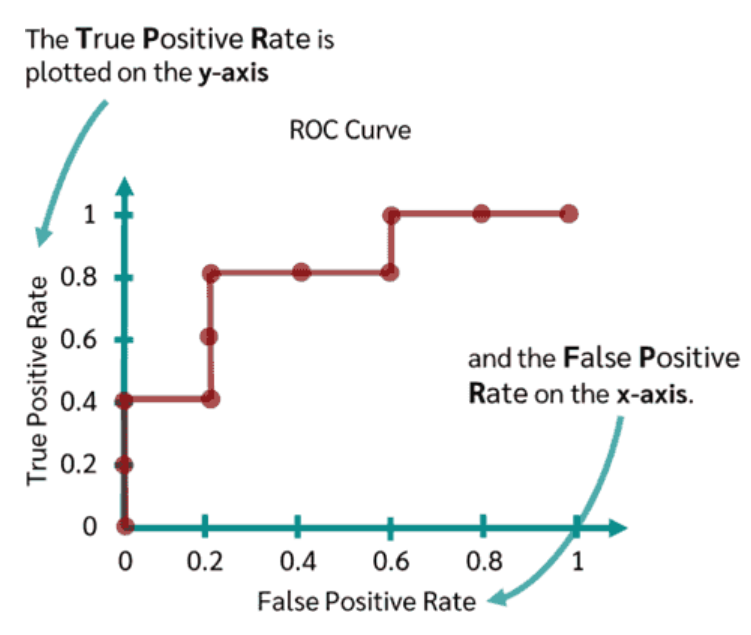 The True Positive Rate is
plotted on the y-axis
ROC Curve
1
0.8
0.6
0.4
0.2
0
True Positive Rate
and the False Positive
Rate on the x-axis.
0 0.2 0.4 0.6 0.8 1
False Positive Rate